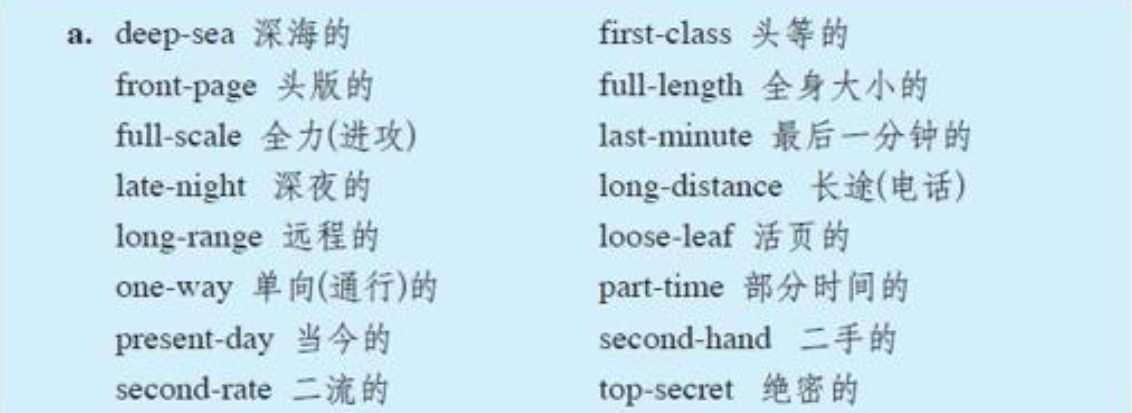 a. deep-sea 深海的 first-class 头等的
front-page 头版的 full-length 全身大小的
full-scale 全力(进攻) last-minute 最后一分钟的
late-night 深夜的 long-distance 长途(电话)
long-range 远程的 loose-leaf 活页的
one-way 单向(通行)的 part-time 部分时间的
present-day 当今的 second-hand 二手的
second-rate 二流的 top-secret 绝密的